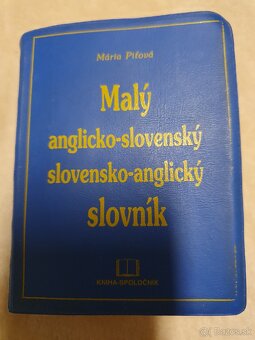 Mária Piťová
Malý
anglicko-slovenský
slovensko-anglický
slovník
KNIHA-SPOLOČNÍK